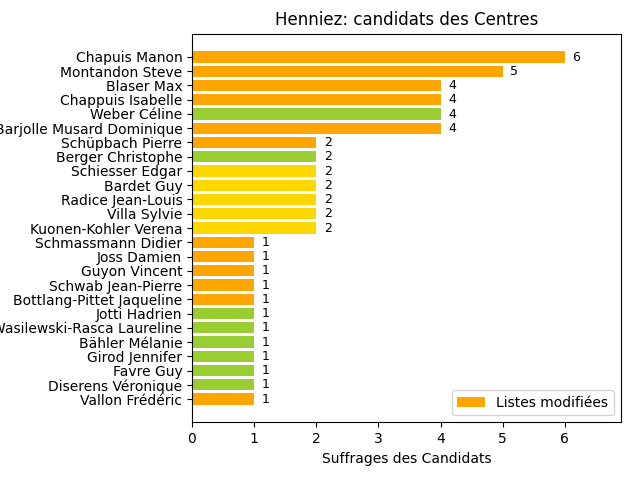 Henniez: candidats des Centres
Chapuis Manon 6
Montandon Steve 5
Blaser Max 4
Chappuis Isabelle 4
Weber Céline 4
Barjolle Musard Dominique 4
Schüpbach Pierre 2
Berger Christophe 2
Schiesser Edgar 2
Bardet Guy 2
Radice Jean-Louis 2
Villa Sylvie 2
Kuonen-Kohler Verena 2
Schmassmann Didier 1
Joss Damien 1
Guyon Vincent 1
Schwab Jean-Pierre 1
Bottlang-Pittet Jaqueline 1
Jotti Hadrien 1
Wasilewski-Rasca Laureline 1
Bähler Mélanie 1
Girod Jennifer 1
Favre Guy 1
Diserens Véronique 1
Vallon Frédéric 1
Listes modifiées
0 1 2 3 4 5 6
Suffrages des Candidats